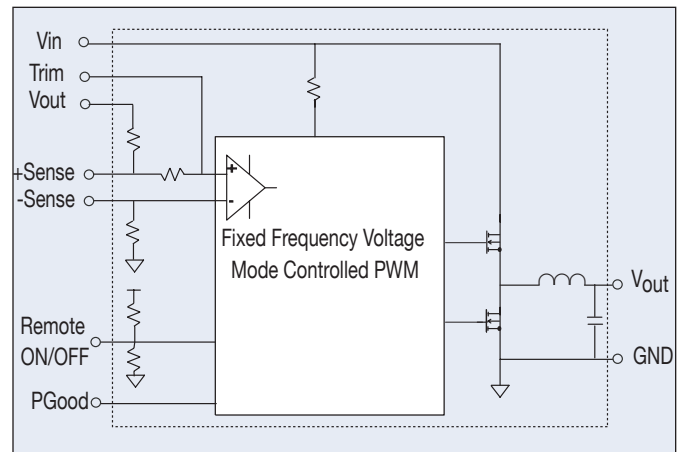 Vin
Trim
Vout
+Sense
-Sense
+
-
Fixed Frequency Voltage
Mode Controlled PWM
Vout
Remote
ON/OFF
GND
PGood